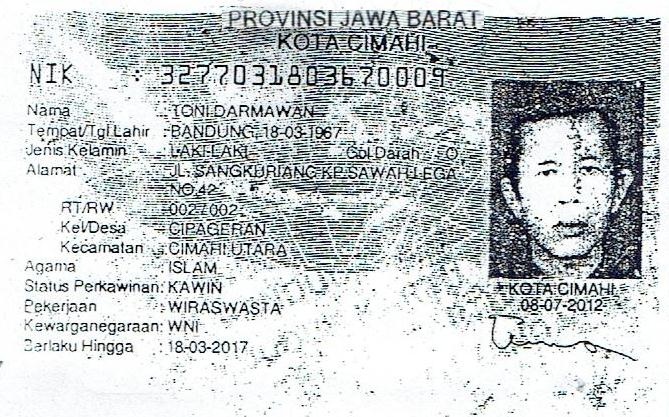 PROVINSI JAWA BARAT
KOTA CIMAHI
NIK : 3277031803670009
Nama : TONI DARMAWAN
Tempat/Tgl Lahir : BANDUNG, 18-03-1967
Jenis Kelamin : LAKI-LAKI Gol Darah O
Alamat : JL. SANGKURIANG KP.SAWAH LEGA
NO.42
RT/RW : 002/002
Kel/Desa : CIPAGERAN
Kecamatan : CIMAHI UTARA
Agama : ISLAM
Status Perkawinan: KAWIN
Pekerjaan : WIRASWASTA
Kewarganegaraan: WNI
Berlaku Hingga : 18-03-2017
KOTA CIMAHI
08-07-2012